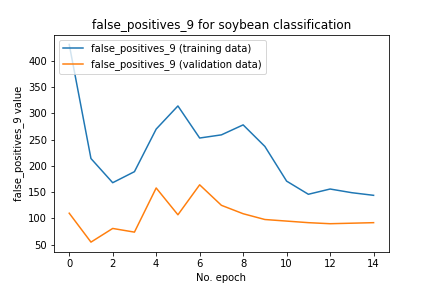 false_positives_9 for soybean classification
false_positives_9 (training data)
false_positives_9 (validation data)
false_positives_9 value
400
350
300
250
200
150
100
50
0 2 4 6 8 10 12 14
No. epoch